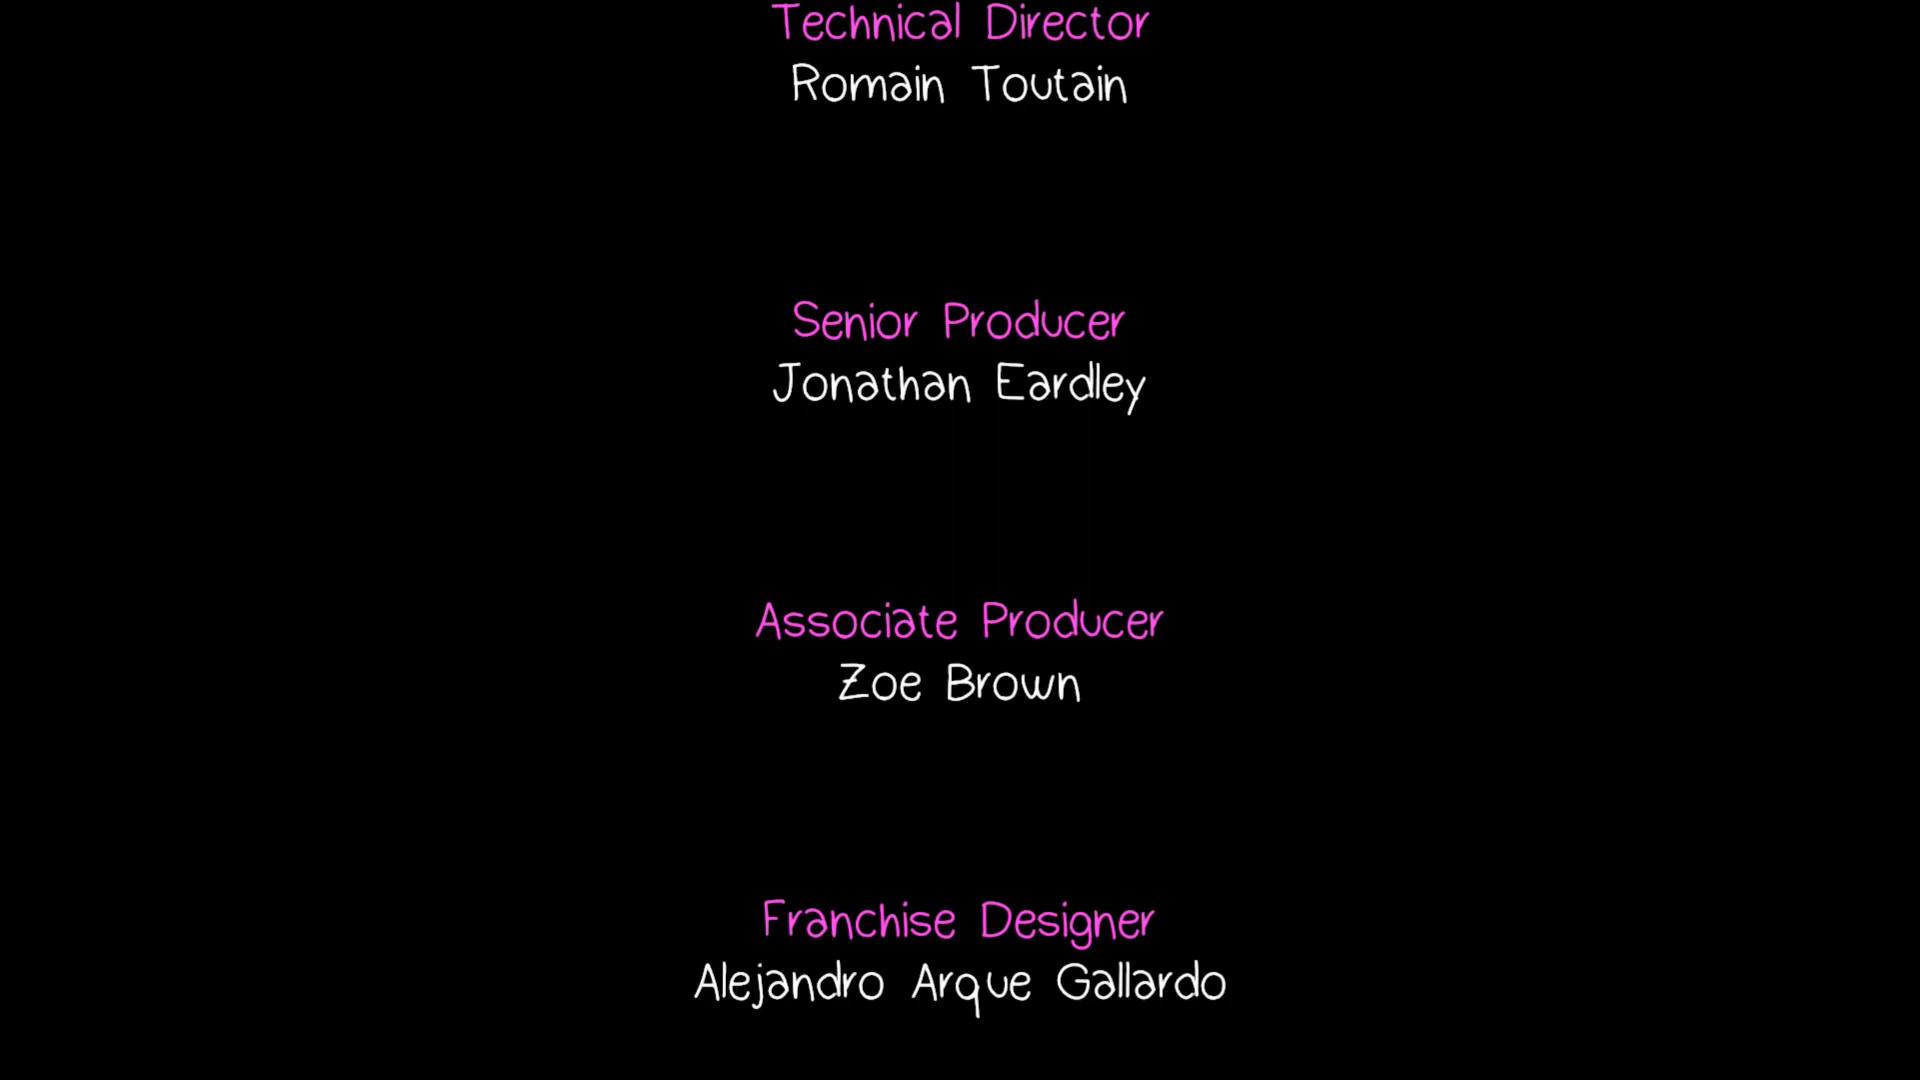 Technical Director
Romain Toutain
Senior Producer
Jonathan Eardley
Associate Producer
Zoe Brown
Franchise Designer
Alejandro Arque Gallardo